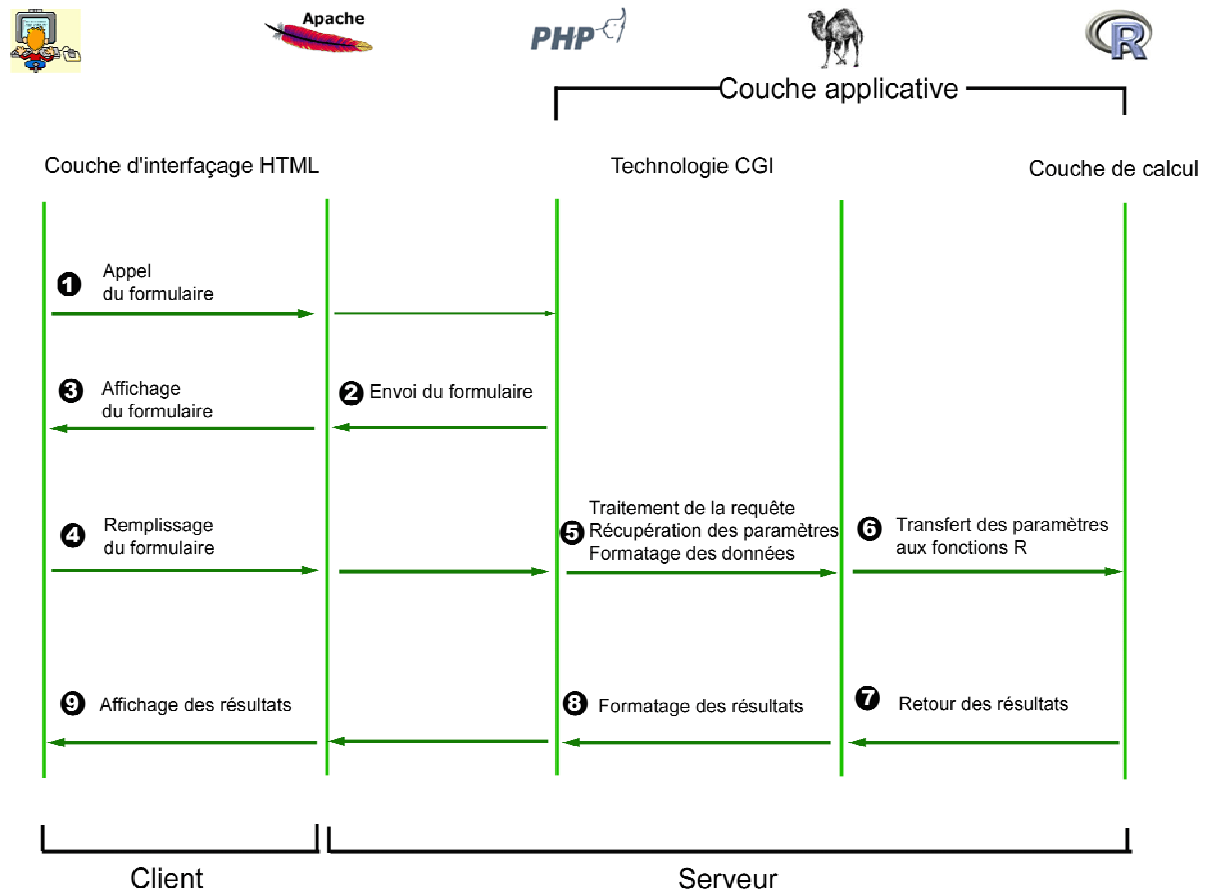 Apache
PHP
R
Couche applicative
Couche d'interfaçage HTML
Technologie CGI
Couche de calcul
1 Appel
du formulaire
3 Affichage
du formulaire
2 Envoi du formulaire
4 Remplissage
du formulaire
Traitement de la requête
5 Récupération des paramètres
Formatage des données
6 Transfert des paramètres
aux fonctions R
9 Affichage des résultats
8 Formatage des résultats
7 Retour des résultats
Client
Serveur